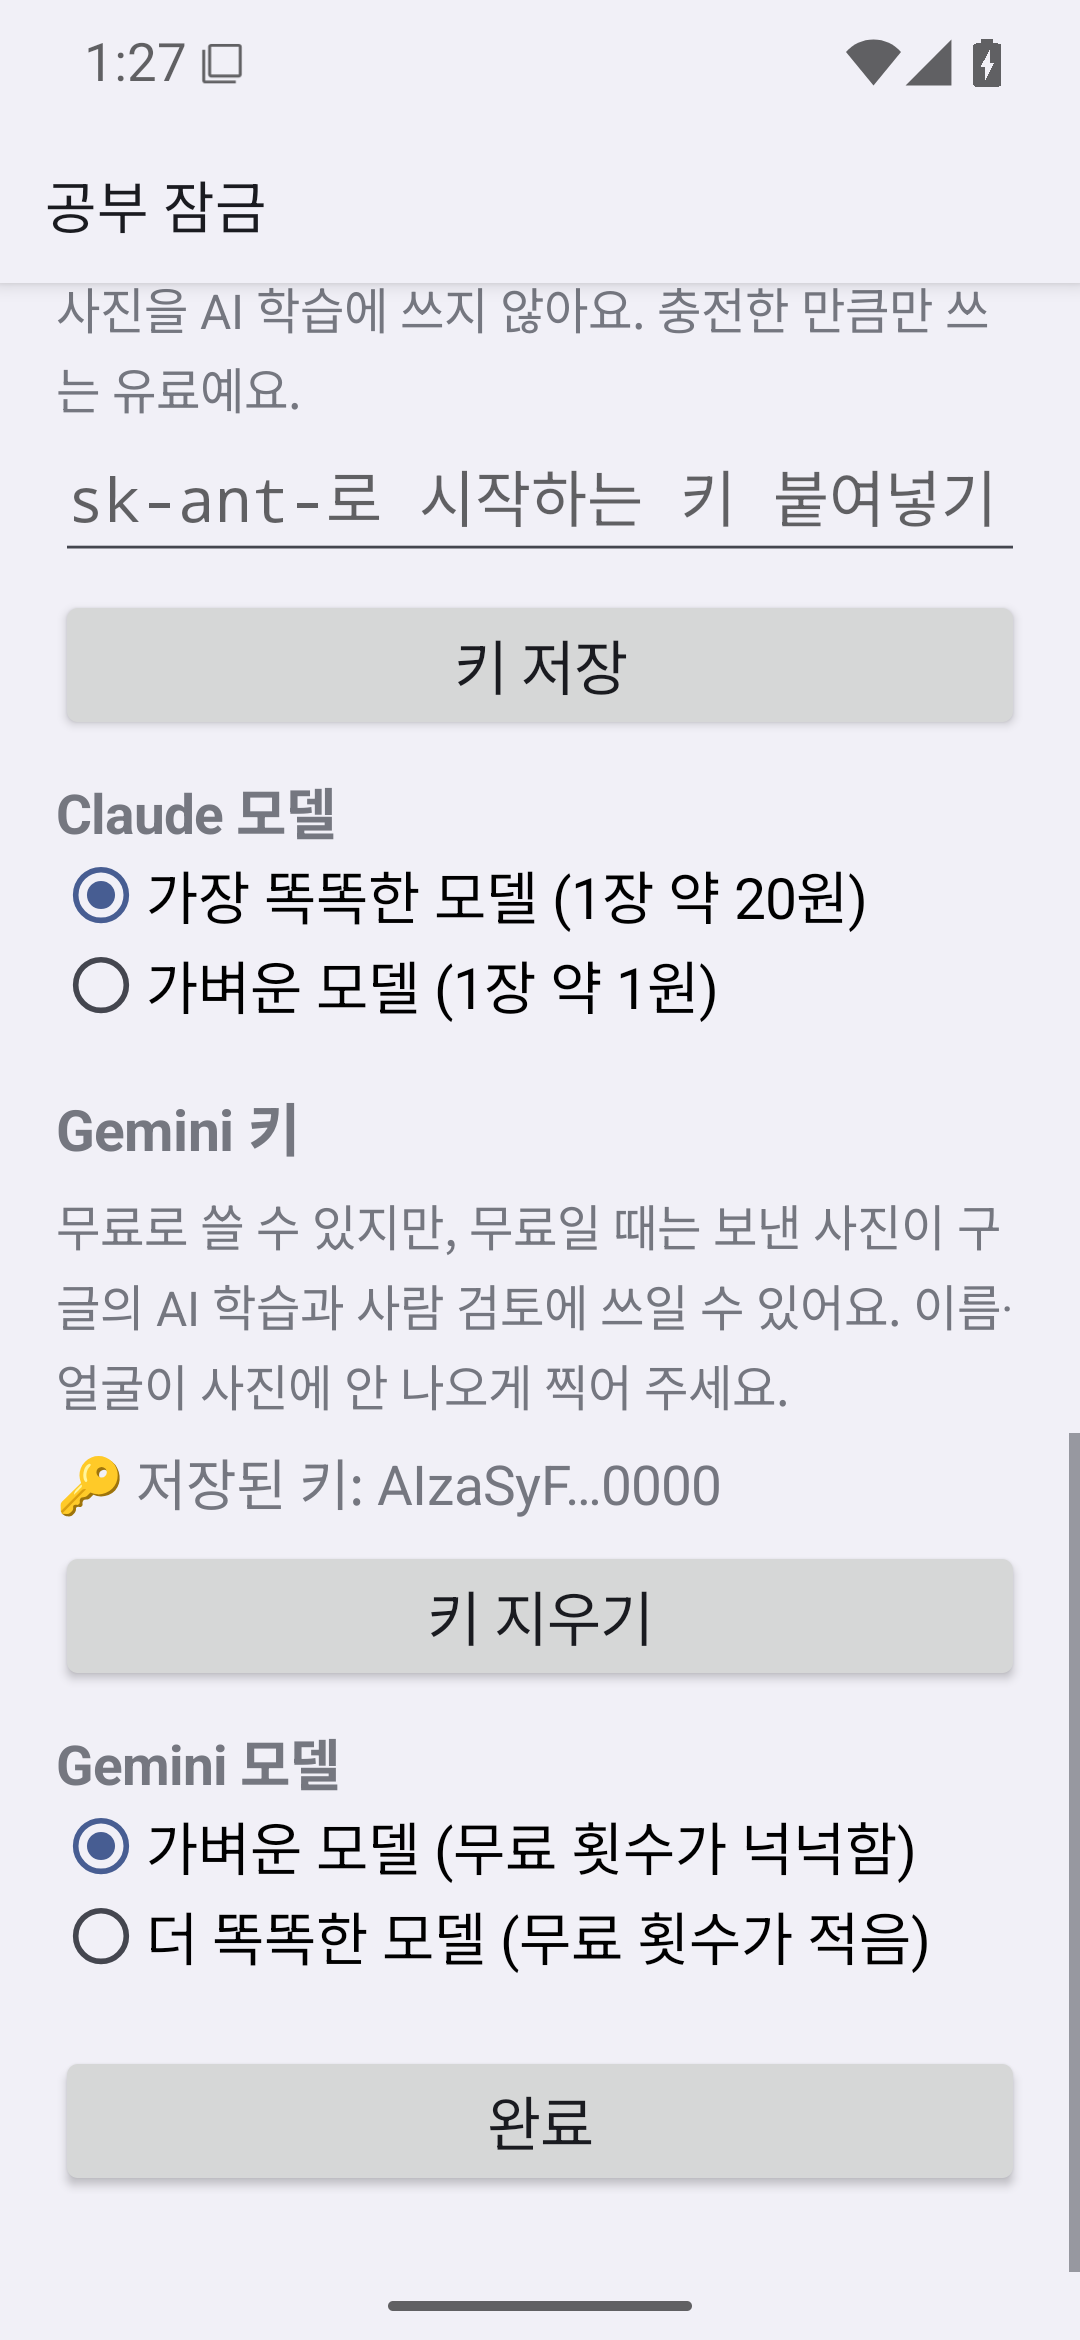 1:27
공부 잠금
사진을 AI 학습에 쓰지 않아요. 충전한 만큼만 쓰
는 유료예요.
sk-ant-로 시작하는 키 붙여넣기
키 저장
Claude 모델
가장 똑똑한 모델 (1장 약 20원)
가벼운 모델 (1장 약 1원)
Gemini 키
무료로 쓸 수 있지만, 무료일 때는 보낸 사진이 구
글의 AI 학습과 사람 검토에 쓰일 수 있어요. 이름·
얼굴이 사진에 안 나오게 찍어 주세요.
🔑 저장된 키: AIzaSyF…0000
키 지우기
Gemini 모델
가벼운 모델 (무료 횟수가 넉넉함)
더 똑똑한 모델 (무료 횟수가 적음)
완료